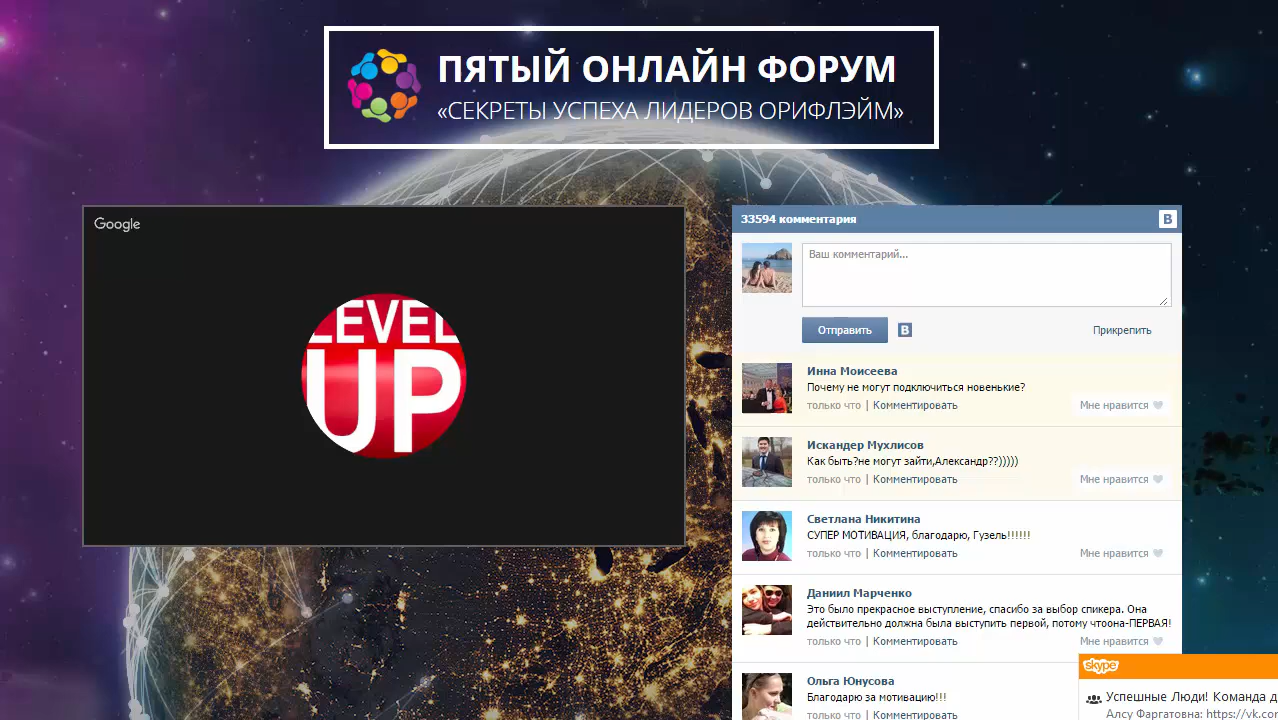 ПЯТЫЙ ОНЛАЙН ФОРУМ
«СЕКРЕТЫ УСПЕХА ЛИДЕРОВ ОРИФЛЭЙМ»
Google
LEVEL
UP
33594 комментария
B
Ваш комментарий...
Отправить
B
Прикрепить
Инна Моисеева
Почему не могут подключиться новенькие?
только что | Комментировать
Мне нравится
Искандер Мухлисов
Как быть?не могут зайти,Александр??)))))
только что | Комментировать
Мне нравится
Светлана Никитина
СУПЕР МОТИВАЦИЯ, благодарю, Гузель!!!!!!
только что | Комментировать
Мне нравится
Даниил Марченко
Это было прекрасное выступление, спасибо за выбор спикера. Она
действительно должна была выступить первой, потому чтоона-ПЕРВАЯ!
только что | Комментировать
Мне нравится
Ольга Юнусова
Благодарю за мотивацию!!!
только что | Комментировать
skype
Успешные Люди! Команда д
Алсу Фаргатовна: https://vk.cor